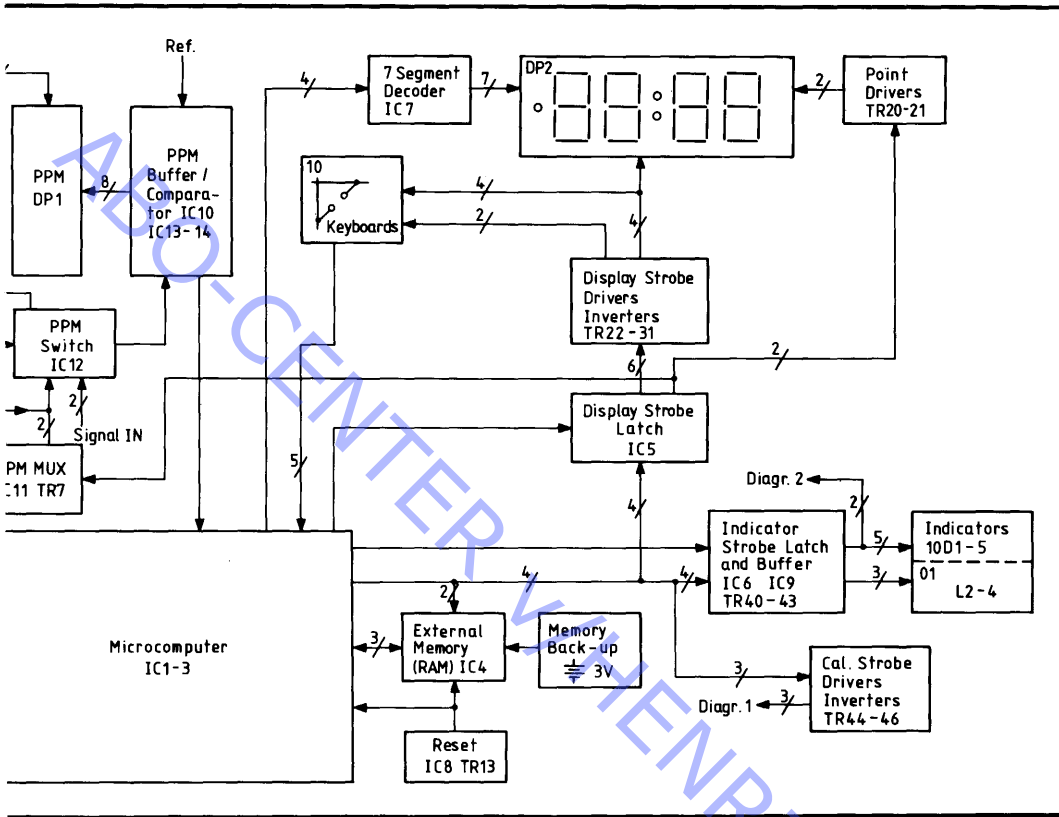 Ref.
4
7 Segment
Decoder
IC7
7
DP2
2
Point
Drivers
TR20-21
PPM
DP1
8
PPM
Buffer /
Compara-
tor IC10
IC13-14
10
Keyboards
4
2
4
Display Strobe
Drivers
Inverters
TR22-31
PPM
Switch
IC12
2
2
Signal IN
6
2
Display Strobe
Latch
IC5
PM MUX
C11 TR7
5
4
Diagr. 2
2
Indicator
Strobe Latch
and Buffer
IC6 IC9
TR40-43
5
3
Indicators
10D1-5
01
L2-4
4
4
2
Microcomputer
IC1-3
3
External
Memory
(RAM) IC4
Memory
Back-up
3V
3
Cal. Strobe
Drivers
Inverters
TR44-46
Diagr. 1
3
Reset
IC8 TR13
ABO-CENTER V/HENR